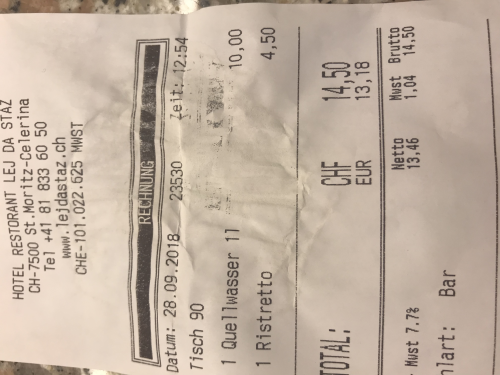 HOTEL RESTORANT LEJ DA STAZ
CH-7500 St.Moritz-Celerina
Tel +41 81 833 60 50
www.lejdastaz.ch
CHE-101.022.625 MWST
RECHNUNG
Datum: 28.09.2018 Zeit: 12:54
Tisch 90 23530
1 Quellwasser 1l 10,00
1 Ristretto 4,50
TOTAL: CHF 14,50
EUR 13,18
Netto Mwst Brutto
Mwst 7.7% 13,46 1.04 14,50
nlart: Bar